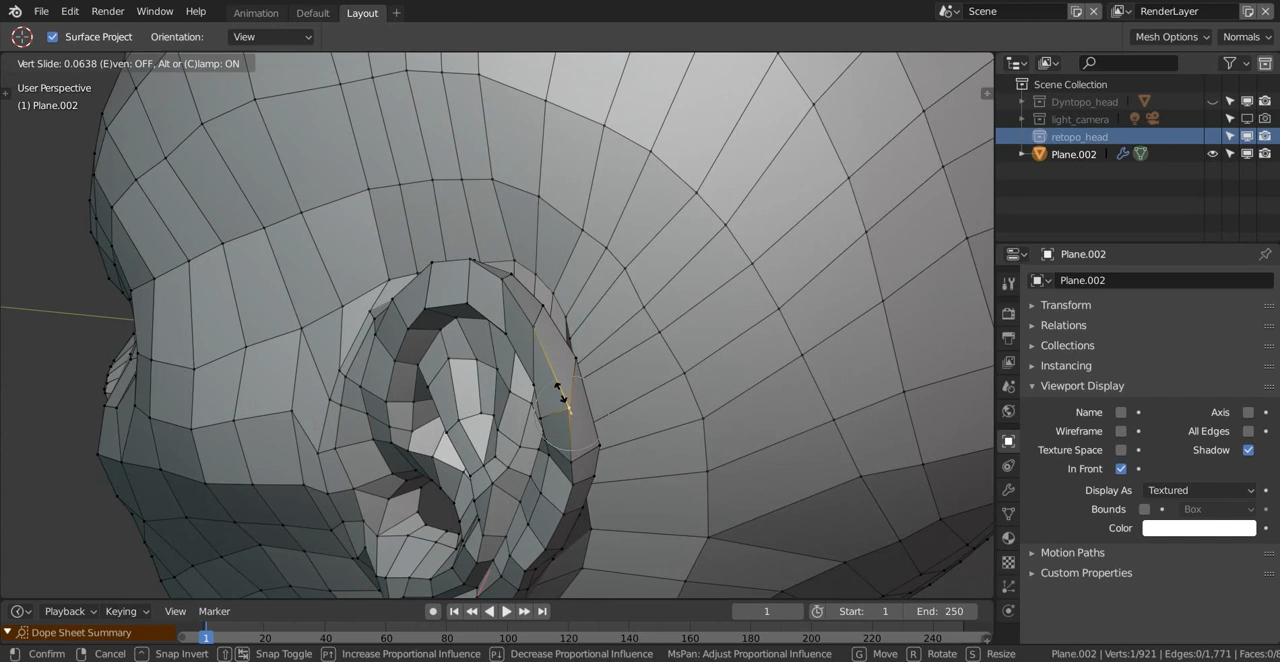 File Edit Render Window Help Animation Default Layout + Scene RenderLayer
Surface Project Orientation: View Mesh Options Normals
Vert Slide: 0.0638 (E)ven: OFF, Alt or (C)lamp: ON
User Perspective
(1) Plane.002
Scene Collection
Dyntopo_head
light_camera
retopo_head
Plane.002
Plane.002
Plane.002
Transform
Relations
Collections
Instancing
Viewport Display
Name Axis
Wireframe All Edges
Texture Space Shadow
In Front
Display As Textured
Bounds Box
Color
Motion Paths
Custom Properties
Playback Keying View Marker 1 Start: 1 End: 250
Dope Sheet Summary 1 20 40 60 80 100 120 140 160 180 200 220 240
Confirm Cancel Snap Invert Snap Toggle Increase Proportional Influence Decrease Proportional Influence MsPan: Adjust Proportional Influence G Move R Rotate S Resize Plane.002 | Verts:1/921 | Edges:0/1,771 | Faces:0/8